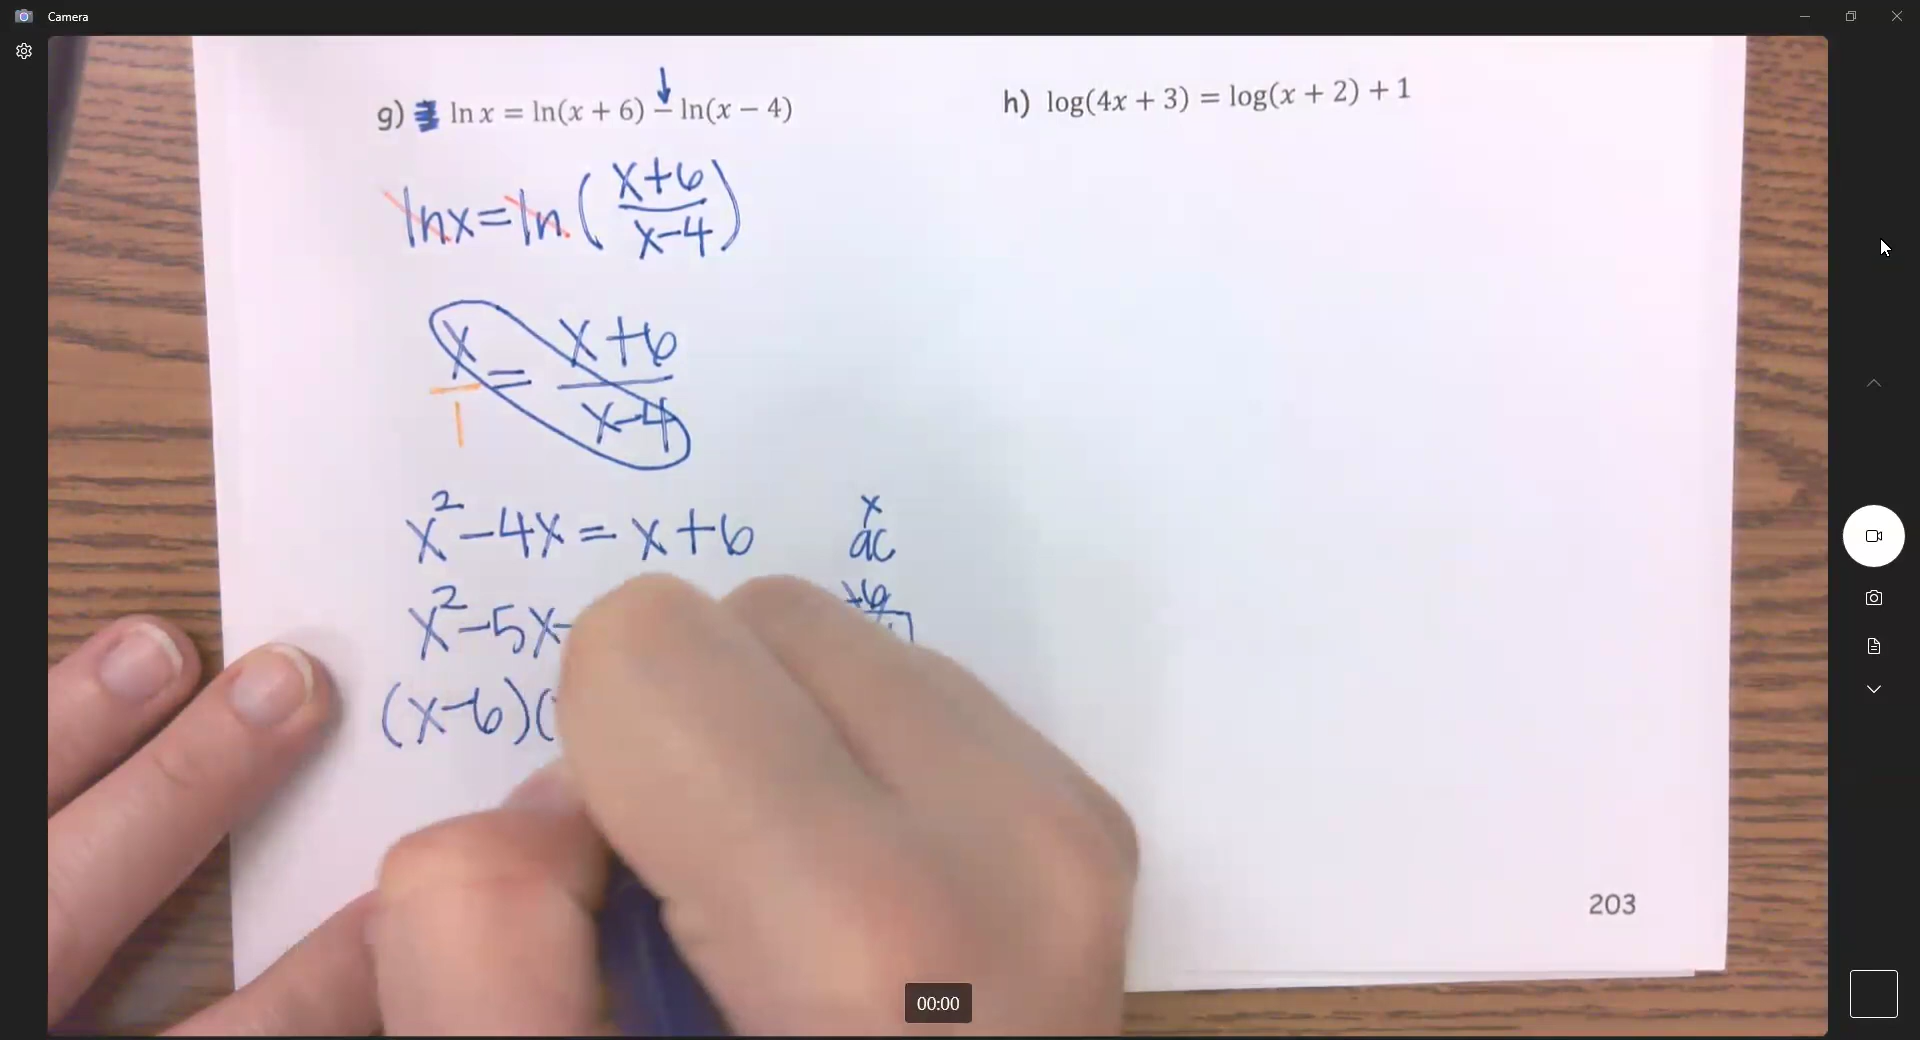 Camera
g) ln x = ln(x + 6) − ln(x − 4)
lnx=ln(x+6/x-4)
x/1=x+6/x-4
x²-4x=x+6
x
ac
x²-5x-
(x-6)(
h) log(4x + 3) = log(x + 2) + 1
203
00:00